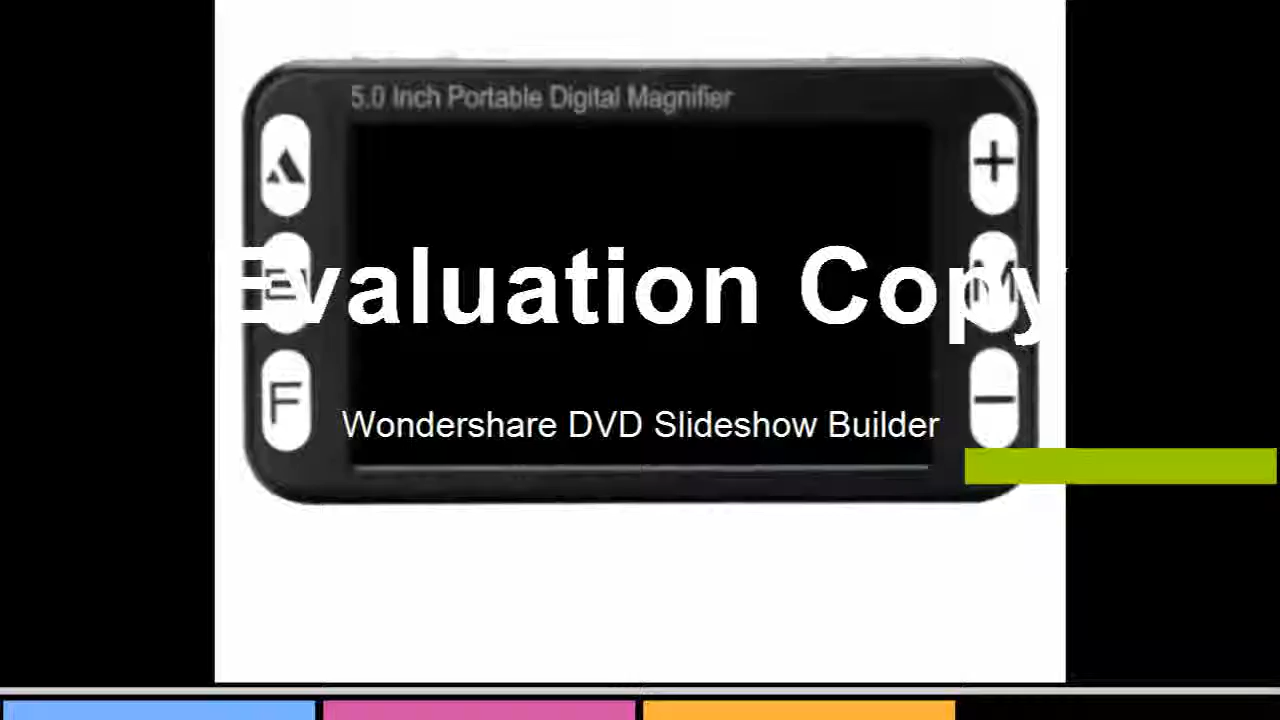 5.0 Inch Portable Digital Magnifier
+
Evaluation Copy
M
F
Wondershare DVD Slideshow Builder